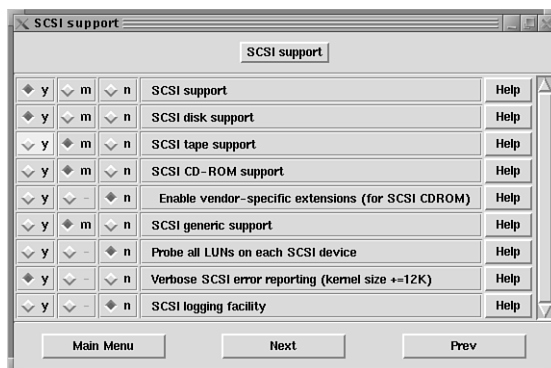 SCSI support
SCSI support
y m n SCSI support Help
y m n SCSI disk support Help
y m n SCSI tape support Help
y m n SCSI CD-ROM support Help
y - n Enable vendor-specific extensions (for SCSI CDROM) Help
y m n SCSI generic support Help
y - n Probe all LUNs on each SCSI device Help
y - n Verbose SCSI error reporting (kernel size +=12K) Help
y - n SCSI logging facility Help
Main Menu Next Prev